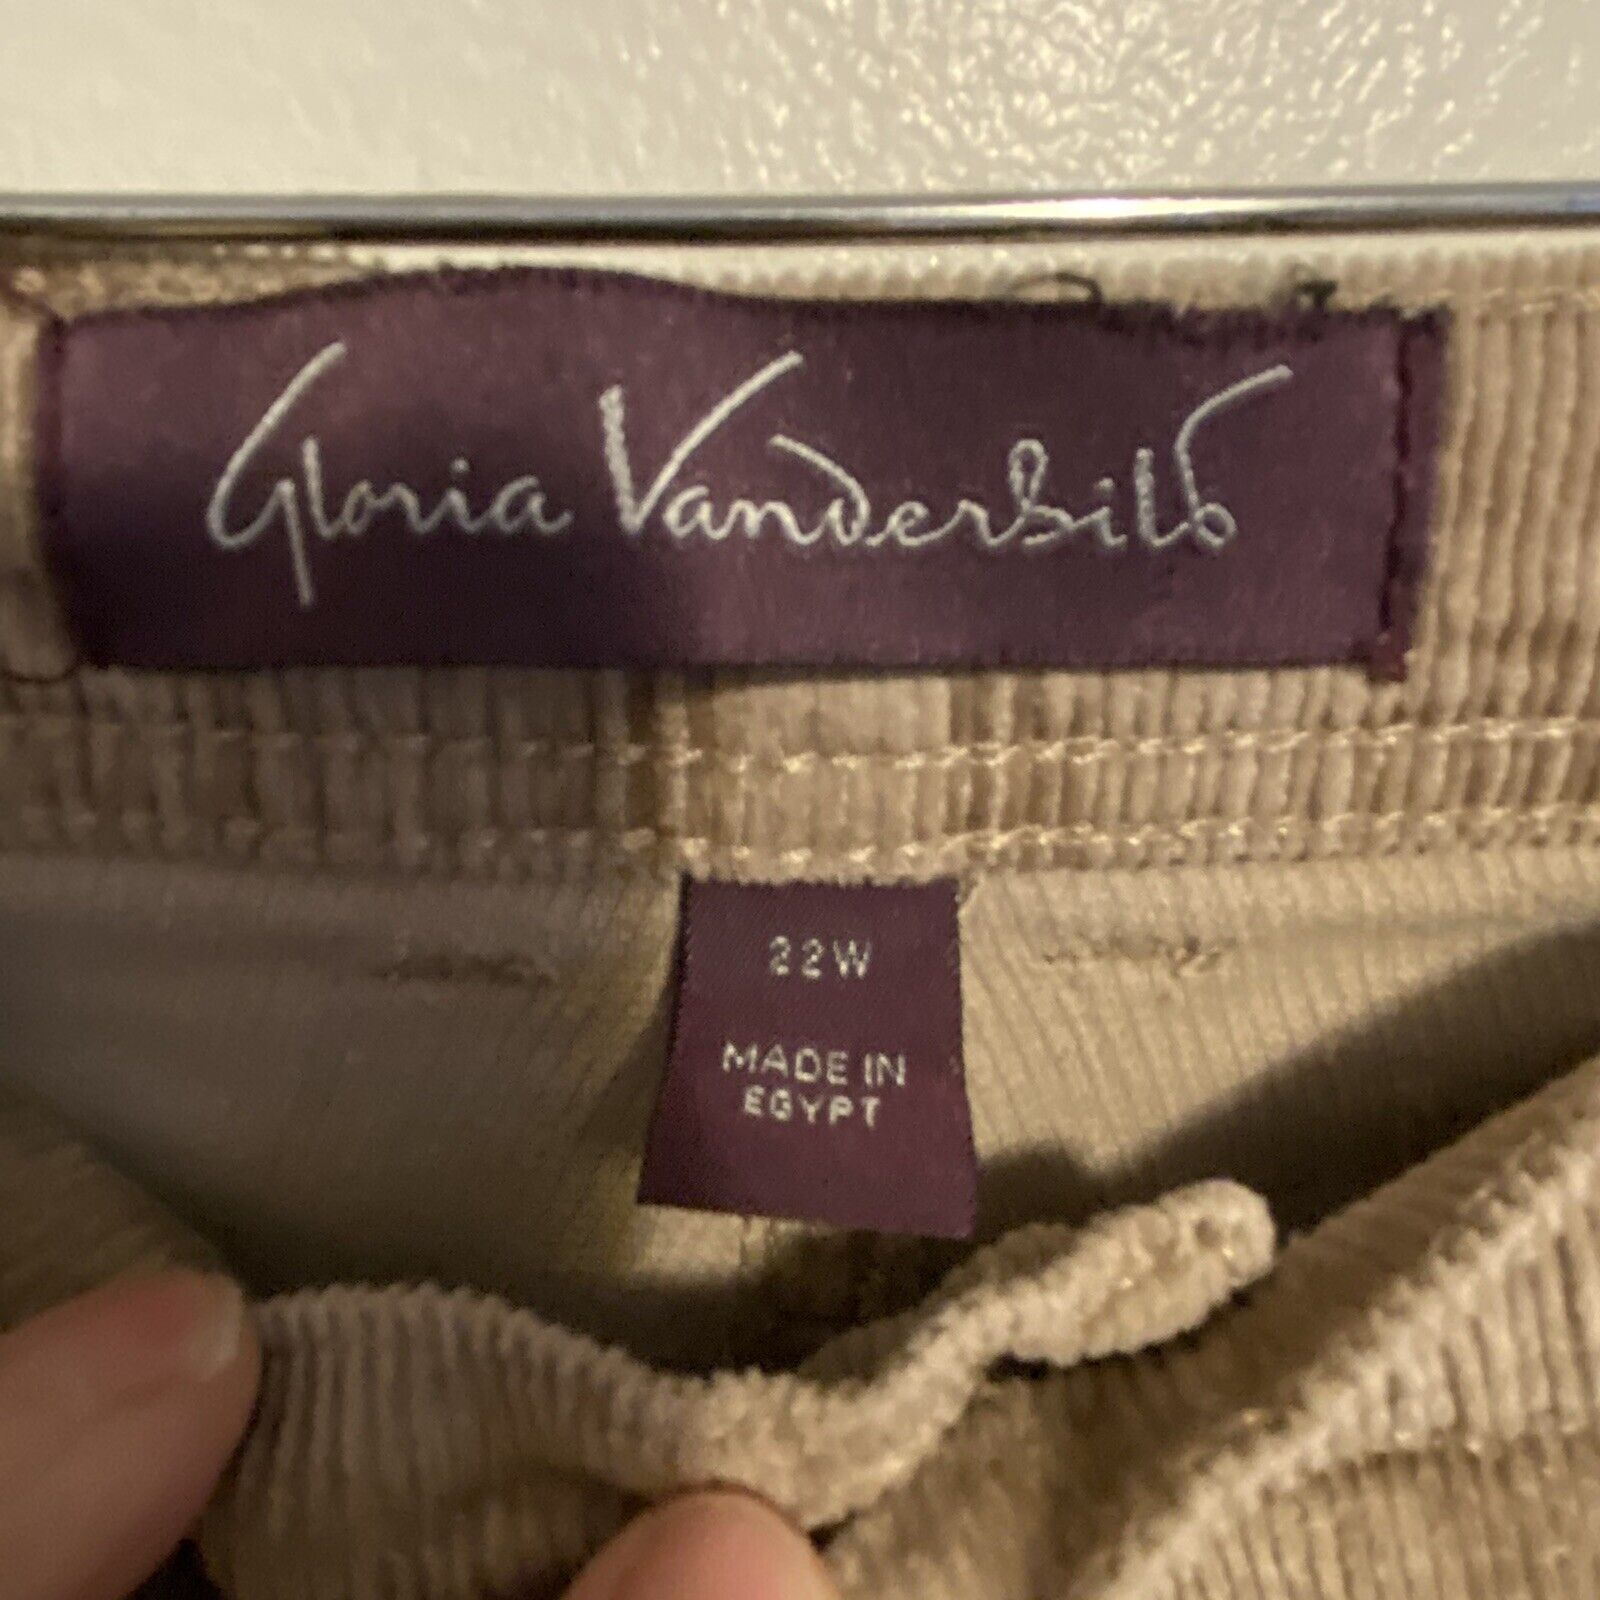 Gloria Vanderbilt
22W
MADE IN
EGYPT